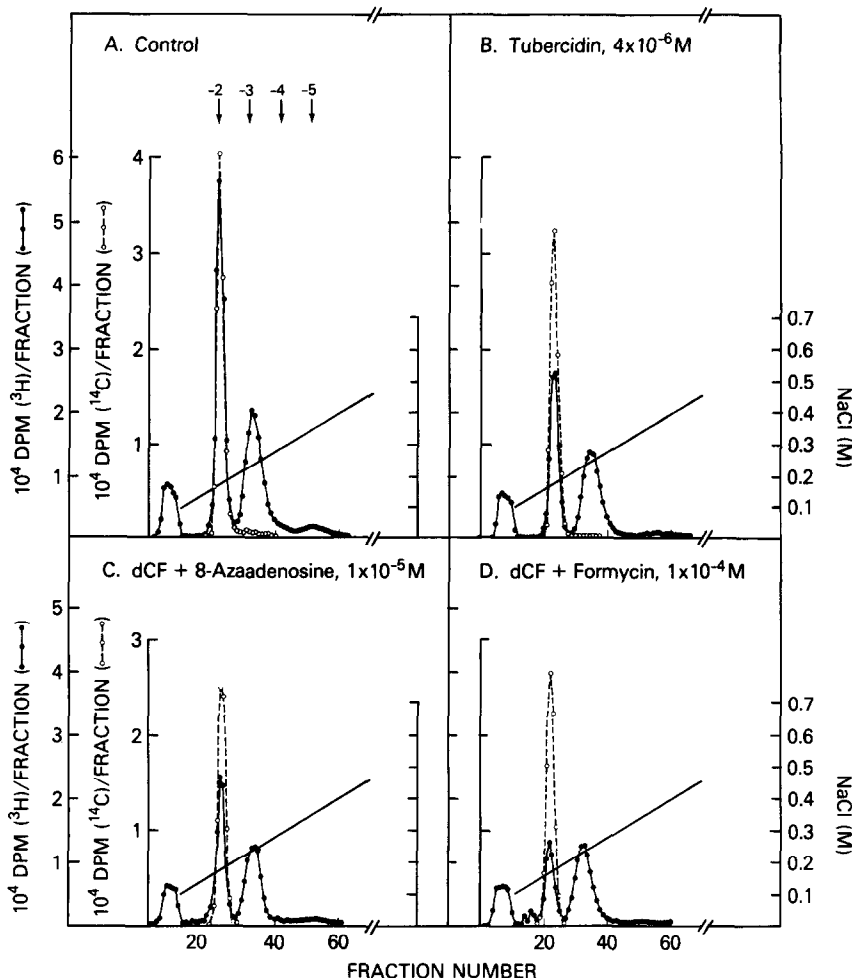 A. Control
B. Tubercidin, 4x10⁻⁶M
-2 -3 -4 -5
10⁴ DPM (³H)/FRACTION (●—●)
6
5
4
3
2
1
10⁴ DPM (¹⁴C)/FRACTION (○--○)
4
3
2
1
0.7
0.6
0.5
0.4
0.3
0.2
0.1
NaCl (M)
C. dCF + 8-Azaadenosine, 1x10⁻⁵M
D. dCF + Formycin, 1x10⁻⁴M
10⁴ DPM (³H)/FRACTION (●—●)
5
4
3
2
1
10⁴ DPM (¹⁴C)/FRACTION (○--○)
3
2
1
0.7
0.6
0.5
0.4
0.3
0.2
0.1
NaCl (M)
20 40 60
20 40 60
FRACTION NUMBER